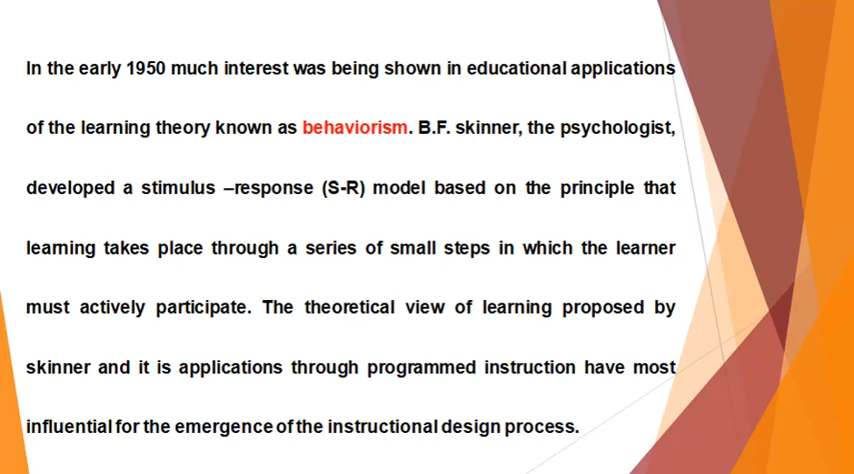 In the early 1950 much interest was being shown in educational applications
of the learning theory known as behaviorism. B.F. skinner, the psychologist,
developed a stimulus –response (S-R) model based on the principle that
learning takes place through a series of small steps in which the learner
must actively participate. The theoretical view of learning proposed by
skinner and it is applications through programmed instruction have most
influential for the emergence of the instructional design process.